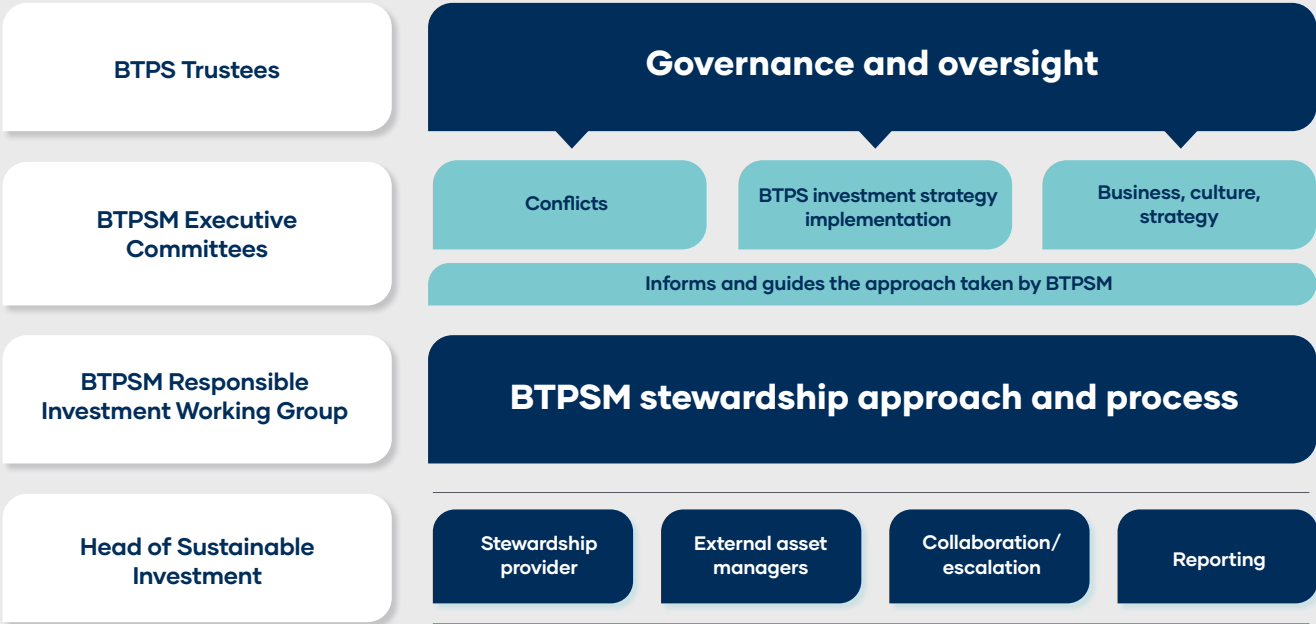 BTPS Trustees
Governance and oversight
BTPSM Executive
Committees
Conflicts
BTPS investment strategy
implementation
Business, culture,
strategy
Informs and guides the approach taken by BTPSM
BTPSM Responsible
Investment Working Group
BTPSM stewardship approach and process
Head of Sustainable
Investment
Stewardship
provider
External asset
managers
Collaboration/
escalation
Reporting